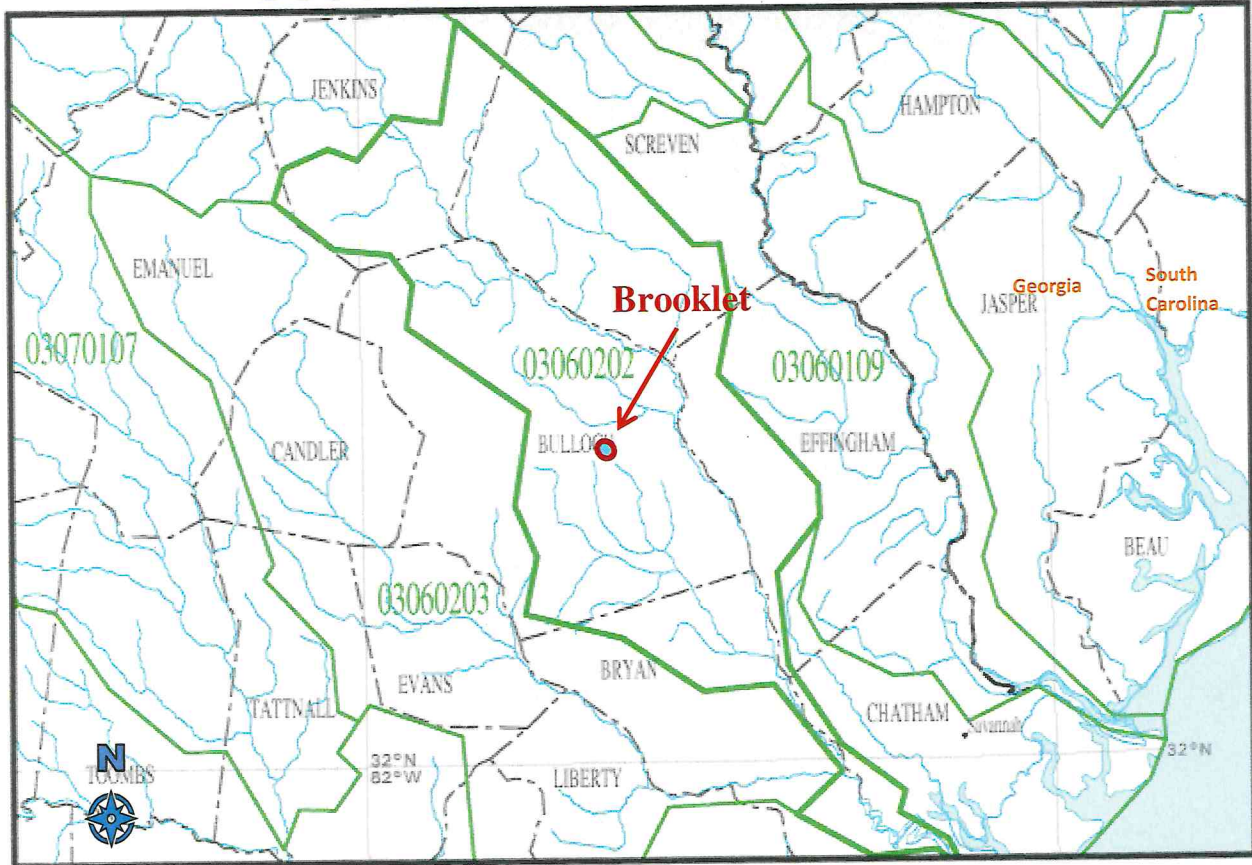 JENKINS
HAMPTON
SCREVEN
EMANUEL
Georgia
South
Carolina
JASPER
Brooklet
03070107
03060202
03060109
BULLOCH
EFFINGHAM
CANDLER
BEAU
03060203
BRYAN
EVANS
TATTNALL
CHATHAM
Savannah
N
32°N
82°W
32°N
TOOMBS
LIBERTY